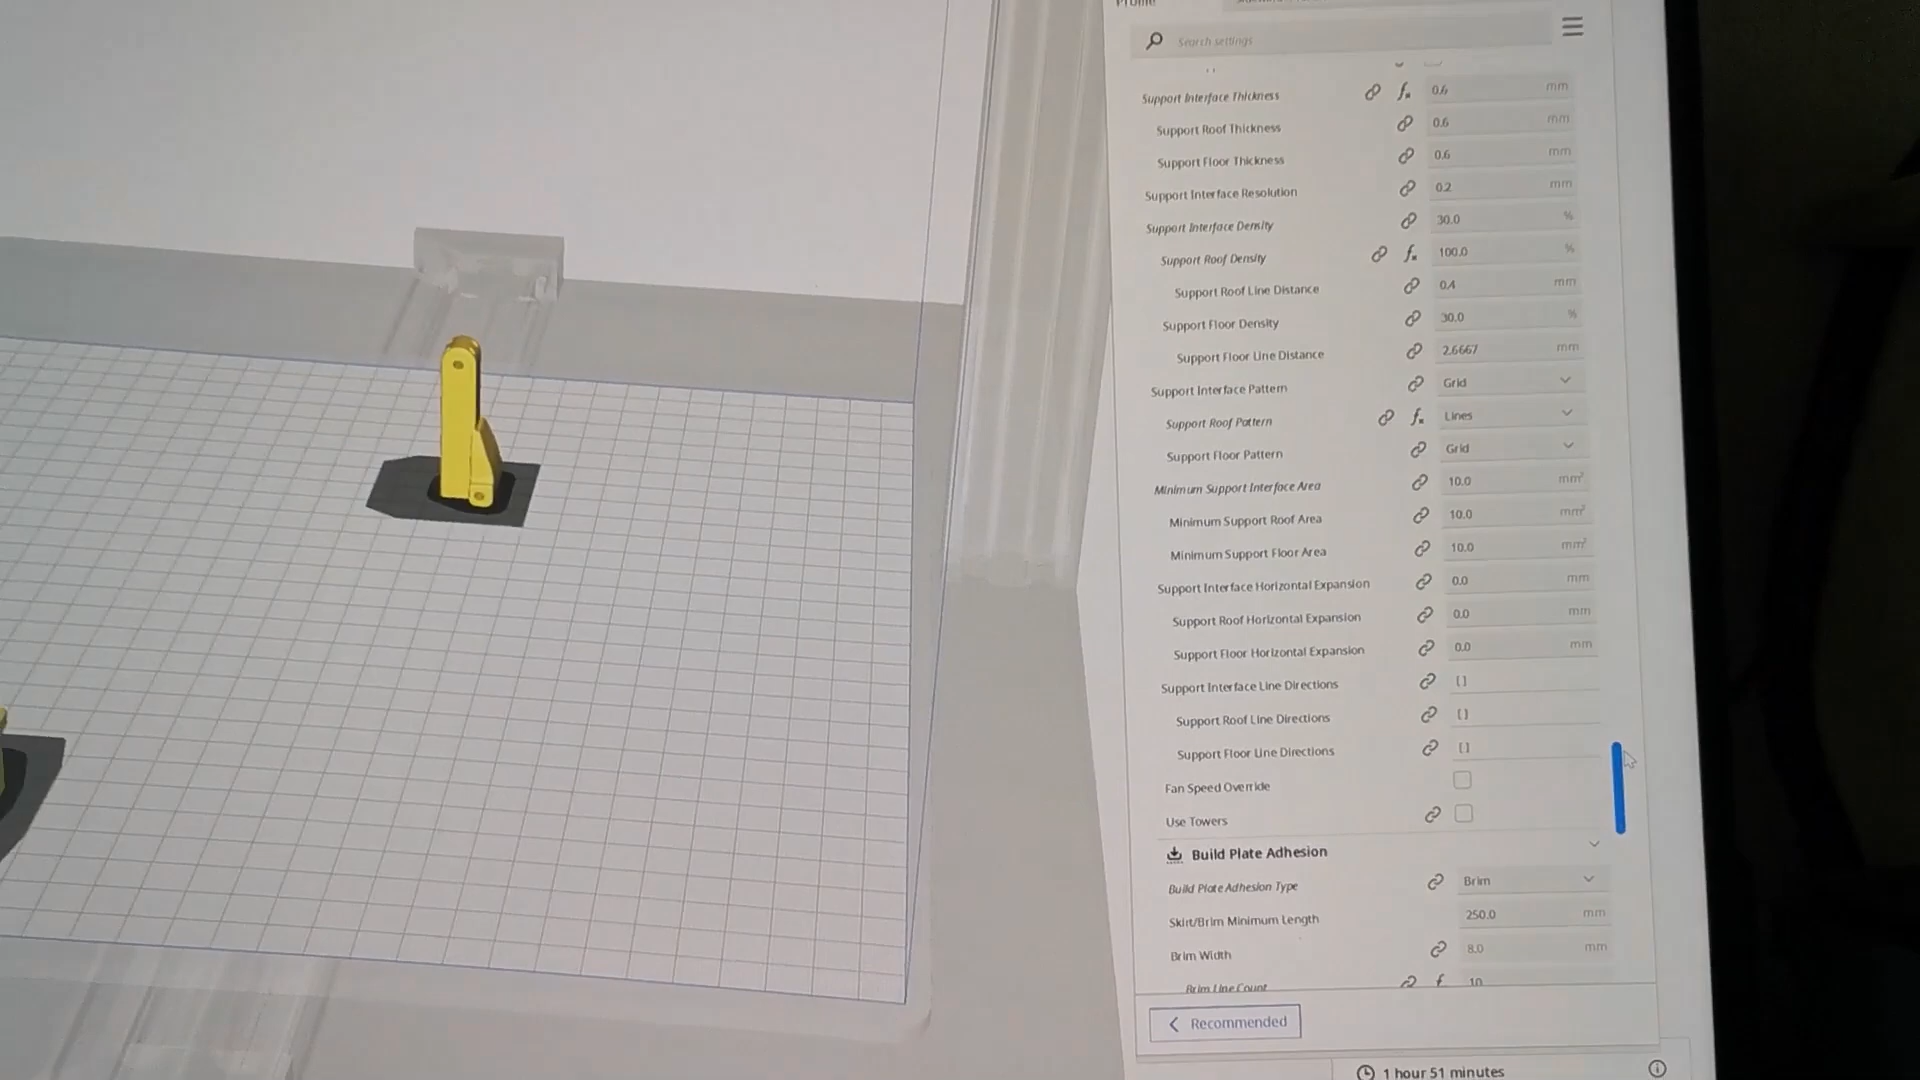 Search settings
Support Interface Thickness 0.6 mm
Support Roof Thickness 0.6 mm
Support Floor Thickness 0.6 mm
Support Interface Resolution 0.2 mm
Support Interface Density 30.0 %
Support Roof Density 100.0 %
Support Roof Line Distance 0.4 mm
Support Floor Density 30.0 %
Support Floor Line Distance 2.6667 mm
Support Interface Pattern Grid
Support Roof Pattern Lines
Support Floor Pattern Grid
Minimum Support Interface Area 10.0 mm²
Minimum Support Roof Area 10.0 mm²
Minimum Support Floor Area 10.0 mm²
Support Interface Horizontal Expansion 0.0 mm
Support Roof Horizontal Expansion 0.0 mm
Support Floor Horizontal Expansion 0.0 mm
Support Interface Line Directions [ ]
Support Roof Line Directions [ ]
Support Floor Line Directions [ ]
Fan Speed Override
Use Towers
Build Plate Adhesion
Build Plate Adhesion Type Brim
Skirt/Brim Minimum Length 250.0 mm
Brim Width 8.0 mm
Brim Line Count 10
Recommended
1 hour 51 minutes